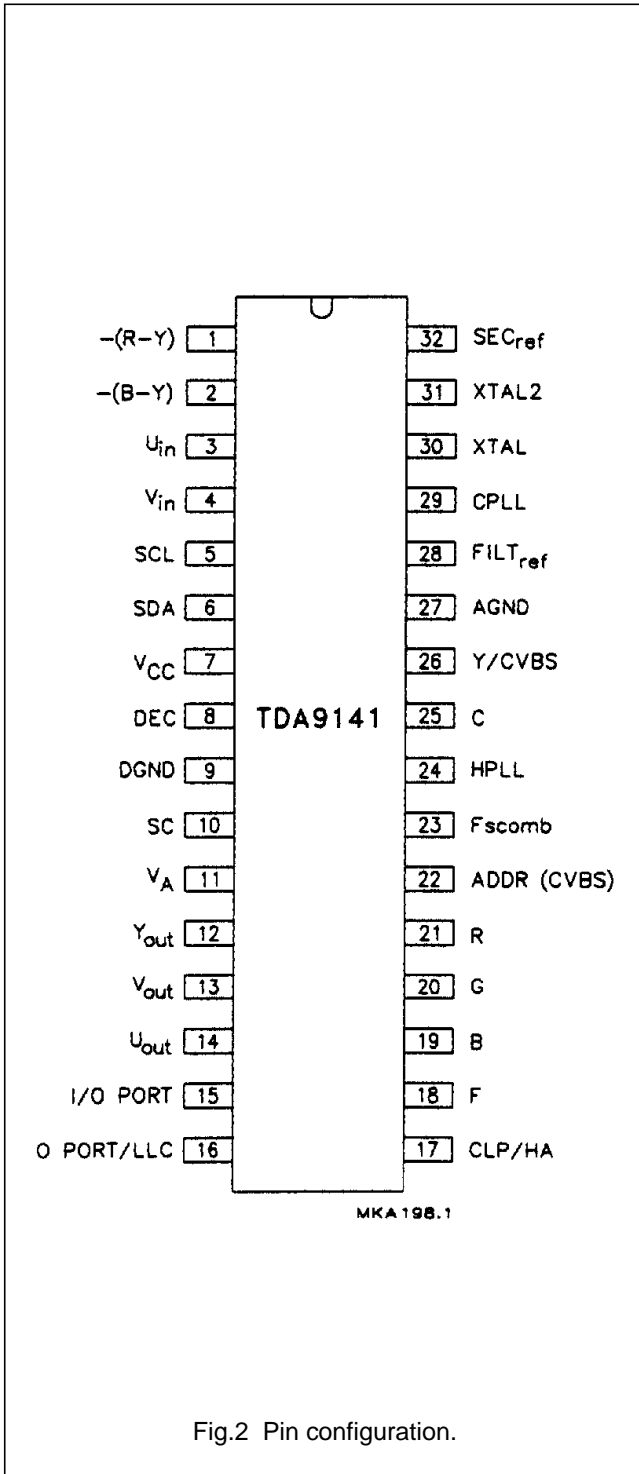 -(R-Y) 1 32 SECref
-(B-Y) 2 31 XTAL2
Uin 3 30 XTAL
Vin 4 29 CPLL
SCL 5 28 FILTref
SDA 6 27 AGND
VCC 7 26 Y/CVBS
DEC 8 TDA9141 25 C
DGND 9 24 HPLL
SC 10 23 Fscomb
VA 11 22 ADDR (CVBS)
Yout 12 21 R
Vout 13 20 G
Uout 14 19 B
I/O PORT 15 18 F
O PORT/LLC 16 17 CLP/HA
MKA198.1
Fig.2 Pin configuration.